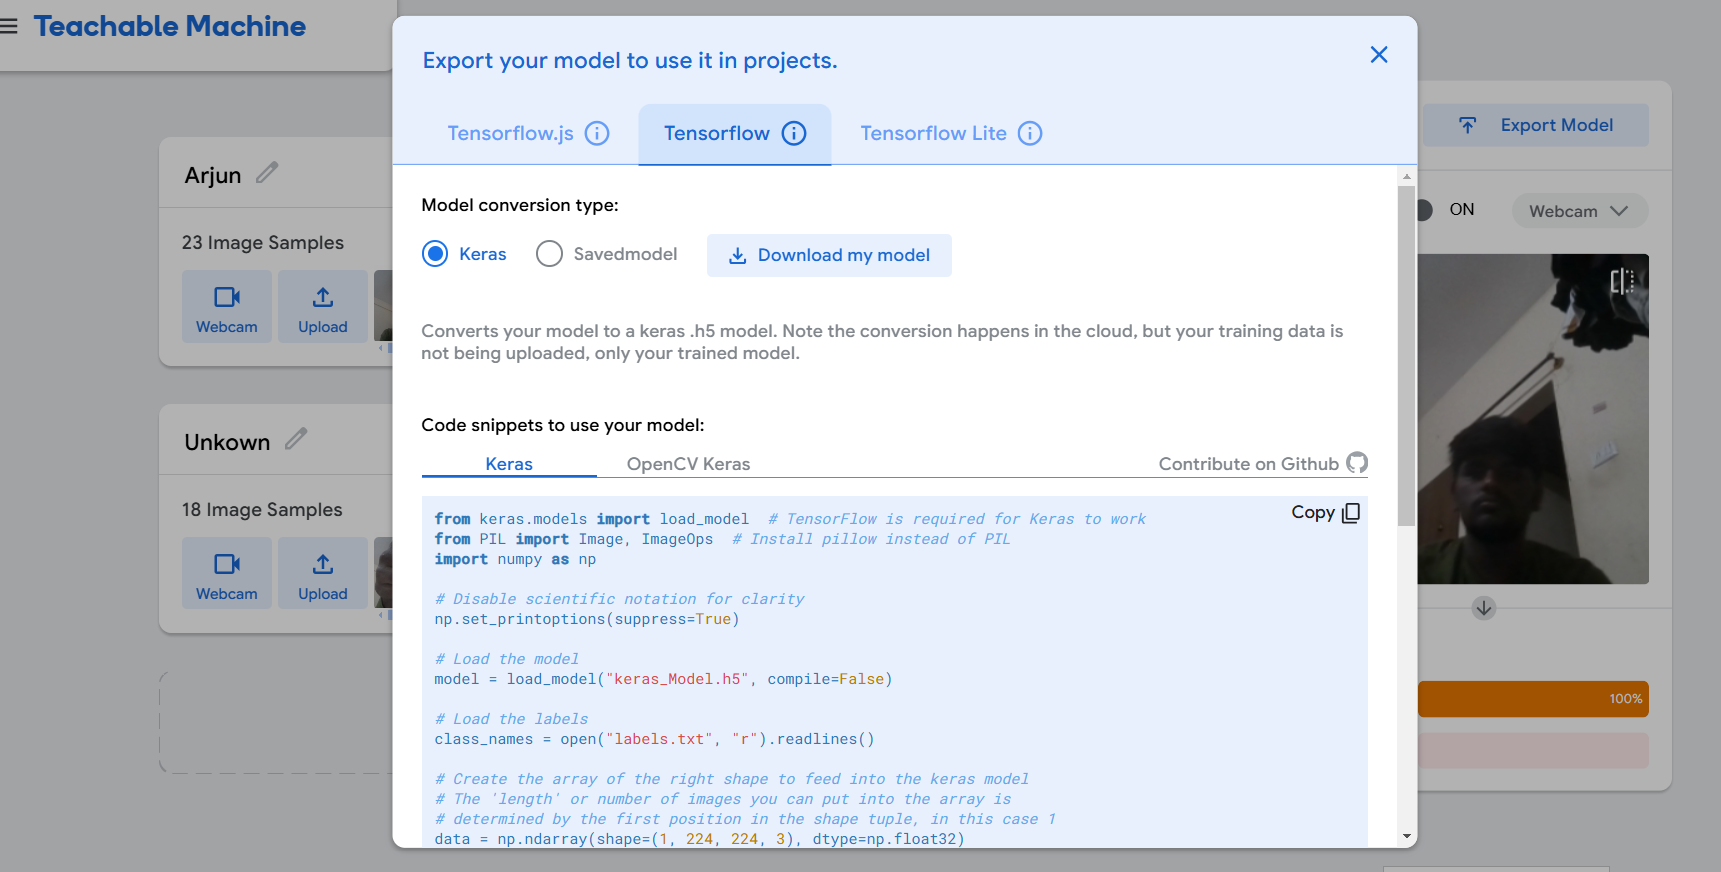 Teachable Machine
Export your model to use it in projects.
Tensorflow.js
Tensorflow
Tensorflow Lite
Export Model
Arjun
23 Image Samples
Webcam
Upload
Model conversion type:
Keras
Savedmodel
Download my model
ON
Webcam
Converts your model to a keras .h5 model. Note the conversion happens in the cloud, but your training data is
not being uploaded, only your trained model.
Unkown
18 Image Samples
Webcam
Upload
Code snippets to use your model:
Keras
OpenCV Keras
Contribute on Github
Copy
from keras.models import load_model  # TensorFlow is required for Keras to work
from PIL import Image, ImageOps  # Install pillow instead of PIL
import numpy as np
# Disable scientific notation for clarity
np.set_printoptions(suppress=True)
# Load the model
model = load_model("keras_Model.h5", compile=False)
# Load the labels
class_names = open("labels.txt", "r").readlines()
# Create the array of the right shape to feed into the keras model
# The 'length' or number of images you can put into the array is
# determined by the first position in the shape tuple, in this case 1
data = np.ndarray(shape=(1, 224, 224, 3), dtype=np.float32)
100%